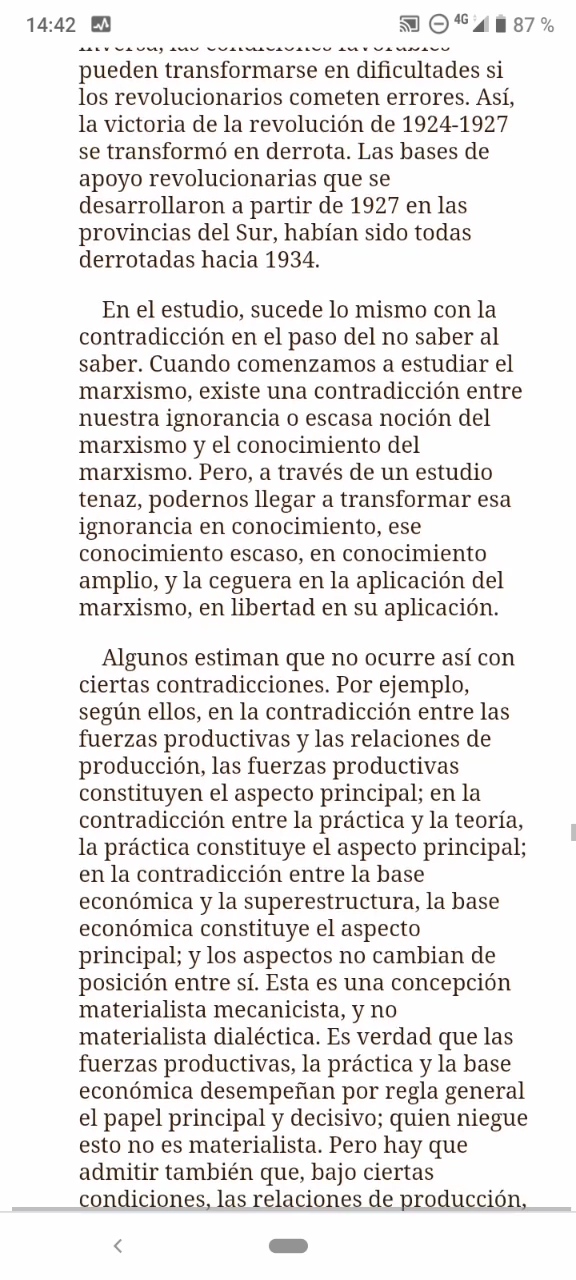 14:42
4G
87 %
inversa, las condiciones favorables
pueden transformarse en dificultades si
los revolucionarios cometen errores. Así,
la victoria de la revolución de 1924-1927
se transformó en derrota. Las bases de
apoyo revolucionarias que se
desarrollaron a partir de 1927 en las
provincias del Sur, habían sido todas
derrotadas hacia 1934.
En el estudio, sucede lo mismo con la
contradicción en el paso del no saber al
saber. Cuando comenzamos a estudiar el
marxismo, existe una contradicción entre
nuestra ignorancia o escasa noción del
marxismo y el conocimiento del
marxismo. Pero, a través de un estudio
tenaz, podernos llegar a transformar esa
ignorancia en conocimiento, ese
conocimiento escaso, en conocimiento
amplio, y la ceguera en la aplicación del
marxismo, en libertad en su aplicación.
Algunos estiman que no ocurre así con
ciertas contradicciones. Por ejemplo,
según ellos, en la contradicción entre las
fuerzas productivas y las relaciones de
producción, las fuerzas productivas
constituyen el aspecto principal; en la
contradicción entre la práctica y la teoría,
la práctica constituye el aspecto principal;
en la contradicción entre la base
económica y la superestructura, la base
económica constituye el aspecto
principal; y los aspectos no cambian de
posición entre sí. Esta es una concepción
materialista mecanicista, y no
materialista dialéctica. Es verdad que las
fuerzas productivas, la práctica y la base
económica desempeñan por regla general
el papel principal y decisivo; quien niegue
esto no es materialista. Pero hay que
admitir también que, bajo ciertas
condiciones, las relaciones de producción,